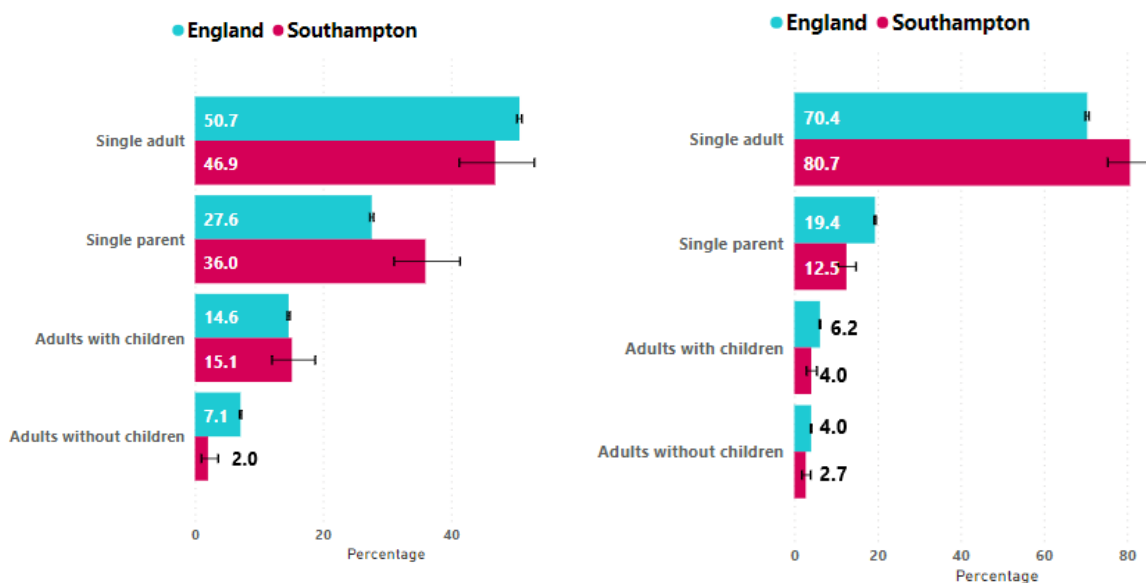 England Southampton
Single adult
50.7
46.9
Single parent
27.6
36.0
Adults with children
14.6
15.1
Adults without children
7.1
2.0
0 20 40
Percentage
England Southampton
Single adult
70.4
80.7
Single parent
19.4
12.5
Adults with children
6.2
4.0
Adults without children
4.0
2.7
0 20 40 60 80
Percentage